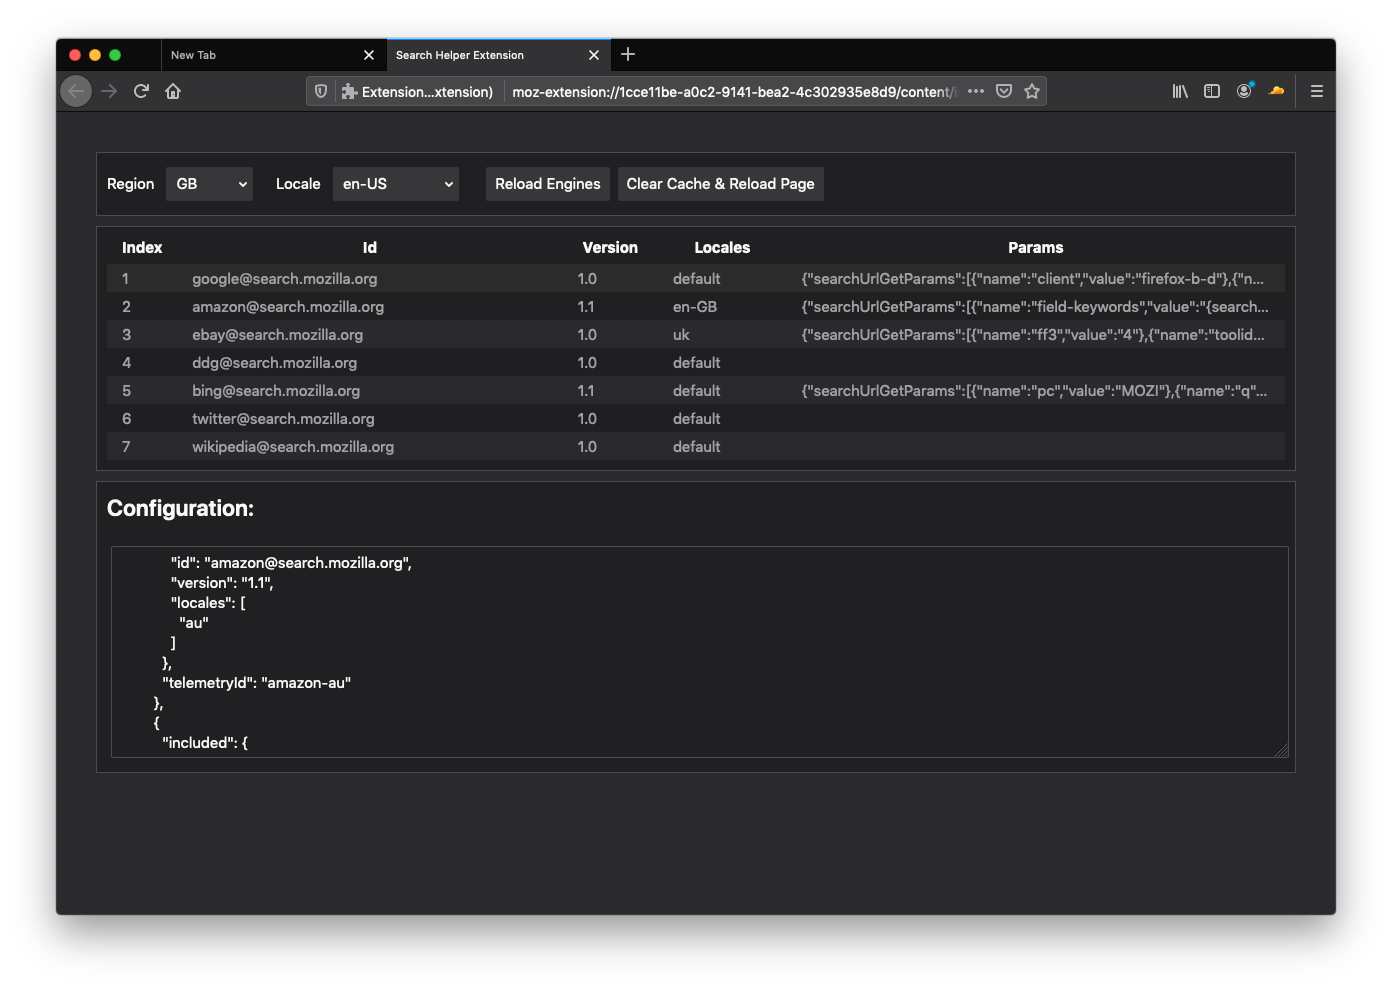 New Tab
Search Helper Extension
Extension...xtension) moz-extension://1cce11be-a0c2-9141-bea2-4c302935e8d9/content/i
Region GB Locale en-US Reload Engines Clear Cache & Reload Page
Index Id Version Locales Params
1 google@search.mozilla.org 1.0 default {"searchUrlGetParams":[{"name":"client","value":"firefox-b-d"},{"n...
2 amazon@search.mozilla.org 1.1 en-GB {"searchUrlGetParams":[{"name":"field-keywords","value":"{search...
3 ebay@search.mozilla.org 1.0 uk {"searchUrlGetParams":[{"name":"ff3","value":"4"},{"name":"toolid...
4 ddg@search.mozilla.org 1.0 default
5 bing@search.mozilla.org 1.1 default {"searchUrlGetParams":[{"name":"pc","value":"MOZI"},{"name":"q"...
6 twitter@search.mozilla.org 1.0 default
7 wikipedia@search.mozilla.org 1.0 default
Configuration:
"id": "amazon@search.mozilla.org",
"version": "1.1",
"locales": [
"au"
]
},
"telemetryId": "amazon-au"
},
{
"included": {